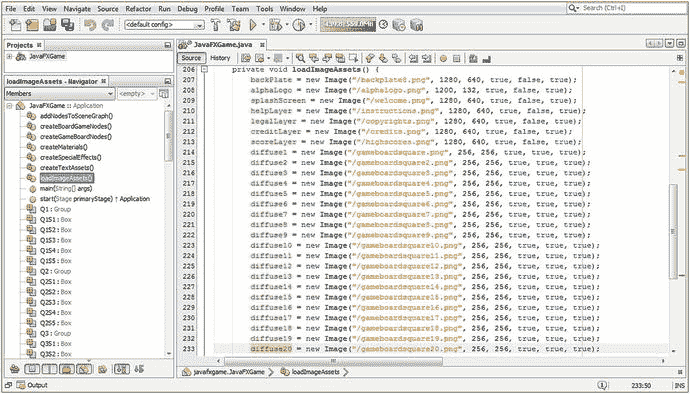 File Edit View Navigate Source Refactor Run Debug Profile Team Tools Window Help
Search (Ctrl+I)
<default config>
Projects
JavaFXGame
loadImageAssets - Navigator
Members
<empty>
JavaFXGame :: Application
addNodesToSceneGraph()
createBoardGameNodes()
createGameBoardNodes()
createMaterials()
createSpecialEffects()
createTextAssets()
loadImageAssets()
main(String[] args)
start(Stage primaryStage) ↑ Application
Q1 : Group
Q1S1 : Box
Q1S2 : Box
Q1S3 : Box
Q1S4 : Box
Q1S5 : Box
Q2 : Group
Q2S1 : Box
Q2S2 : Box
Q2S3 : Box
Q2S4 : Box
Q2S5 : Box
Q3 : Group
Q3S1 : Box
Q3S2 : Box
JavaFXGame.java
Source History
206 private void loadImageAssets() {
207 backPlate = new Image("/backplate8.png", 1280, 640, true, false, true);
208 alphaLogo = new Image("/alphalogo.png", 1200, 132, true, false, true);
209 splashScreen = new Image("/welcome.png", 1280, 640, true, false, true);
210 helpLayer = new Image("/instructions.png", 1280, 640, true, false, true);
211 legalLayer = new Image("/copyrights.png", 1280, 640, true, false, true);
212 creditLayer = new Image("/credits.png", 1280, 640, true, false, true);
213 scoreLayer = new Image("/highscores.png", 1280, 640, true, false, true);
214 diffuse1 = new Image("/gameboardsquare.png", 256, 256, true, true, true);
215 diffuse2 = new Image("/gameboardsquare2.png", 256, 256, true, true, true);
216 diffuse3 = new Image("/gameboardsquare3.png", 256, 256, true, true, true);
217 diffuse4 = new Image("/gameboardsquare4.png", 256, 256, true, true, true);
218 diffuse5 = new Image("/gameboardsquare5.png", 256, 256, true, true, true);
219 diffuse6 = new Image("/gameboardsquare6.png", 256, 256, true, true, true);
220 diffuse7 = new Image("/gameboardsquare7.png", 256, 256, true, true, true);
221 diffuse8 = new Image("/gameboardsquare8.png", 256, 256, true, true, true);
222 diffuse9 = new Image("/gameboardsquare9.png", 256, 256, true, true, true);
223 diffuse10 = new Image("/gameboardsquare10.png", 256, 256, true, true, true);
224 diffuse11 = new Image("/gameboardsquare11.png", 256, 256, true, true, true);
225 diffuse12 = new Image("/gameboardsquare12.png", 256, 256, true, true, true);
226 diffuse13 = new Image("/gameboardsquare13.png", 256, 256, true, true, true);
227 diffuse14 = new Image("/gameboardsquare14.png", 256, 256, true, true, true);
228 diffuse15 = new Image("/gameboardsquare15.png", 256, 256, true, true, true);
229 diffuse16 = new Image("/gameboardsquare16.png", 256, 256, true, true, true);
230 diffuse17 = new Image("/gameboardsquare17.png", 256, 256, true, true, true);
231 diffuse18 = new Image("/gameboardsquare18.png", 256, 256, true, true, true);
232 diffuse19 = new Image("/gameboardsquare19.png", 256, 256, true, true, true);
233 diffuse20 = new Image("/gameboardsquare20.png", 256, 256, true, true, true);
javafxgame.JavaFXGame
loadImageAssets
Output
233:50
INS